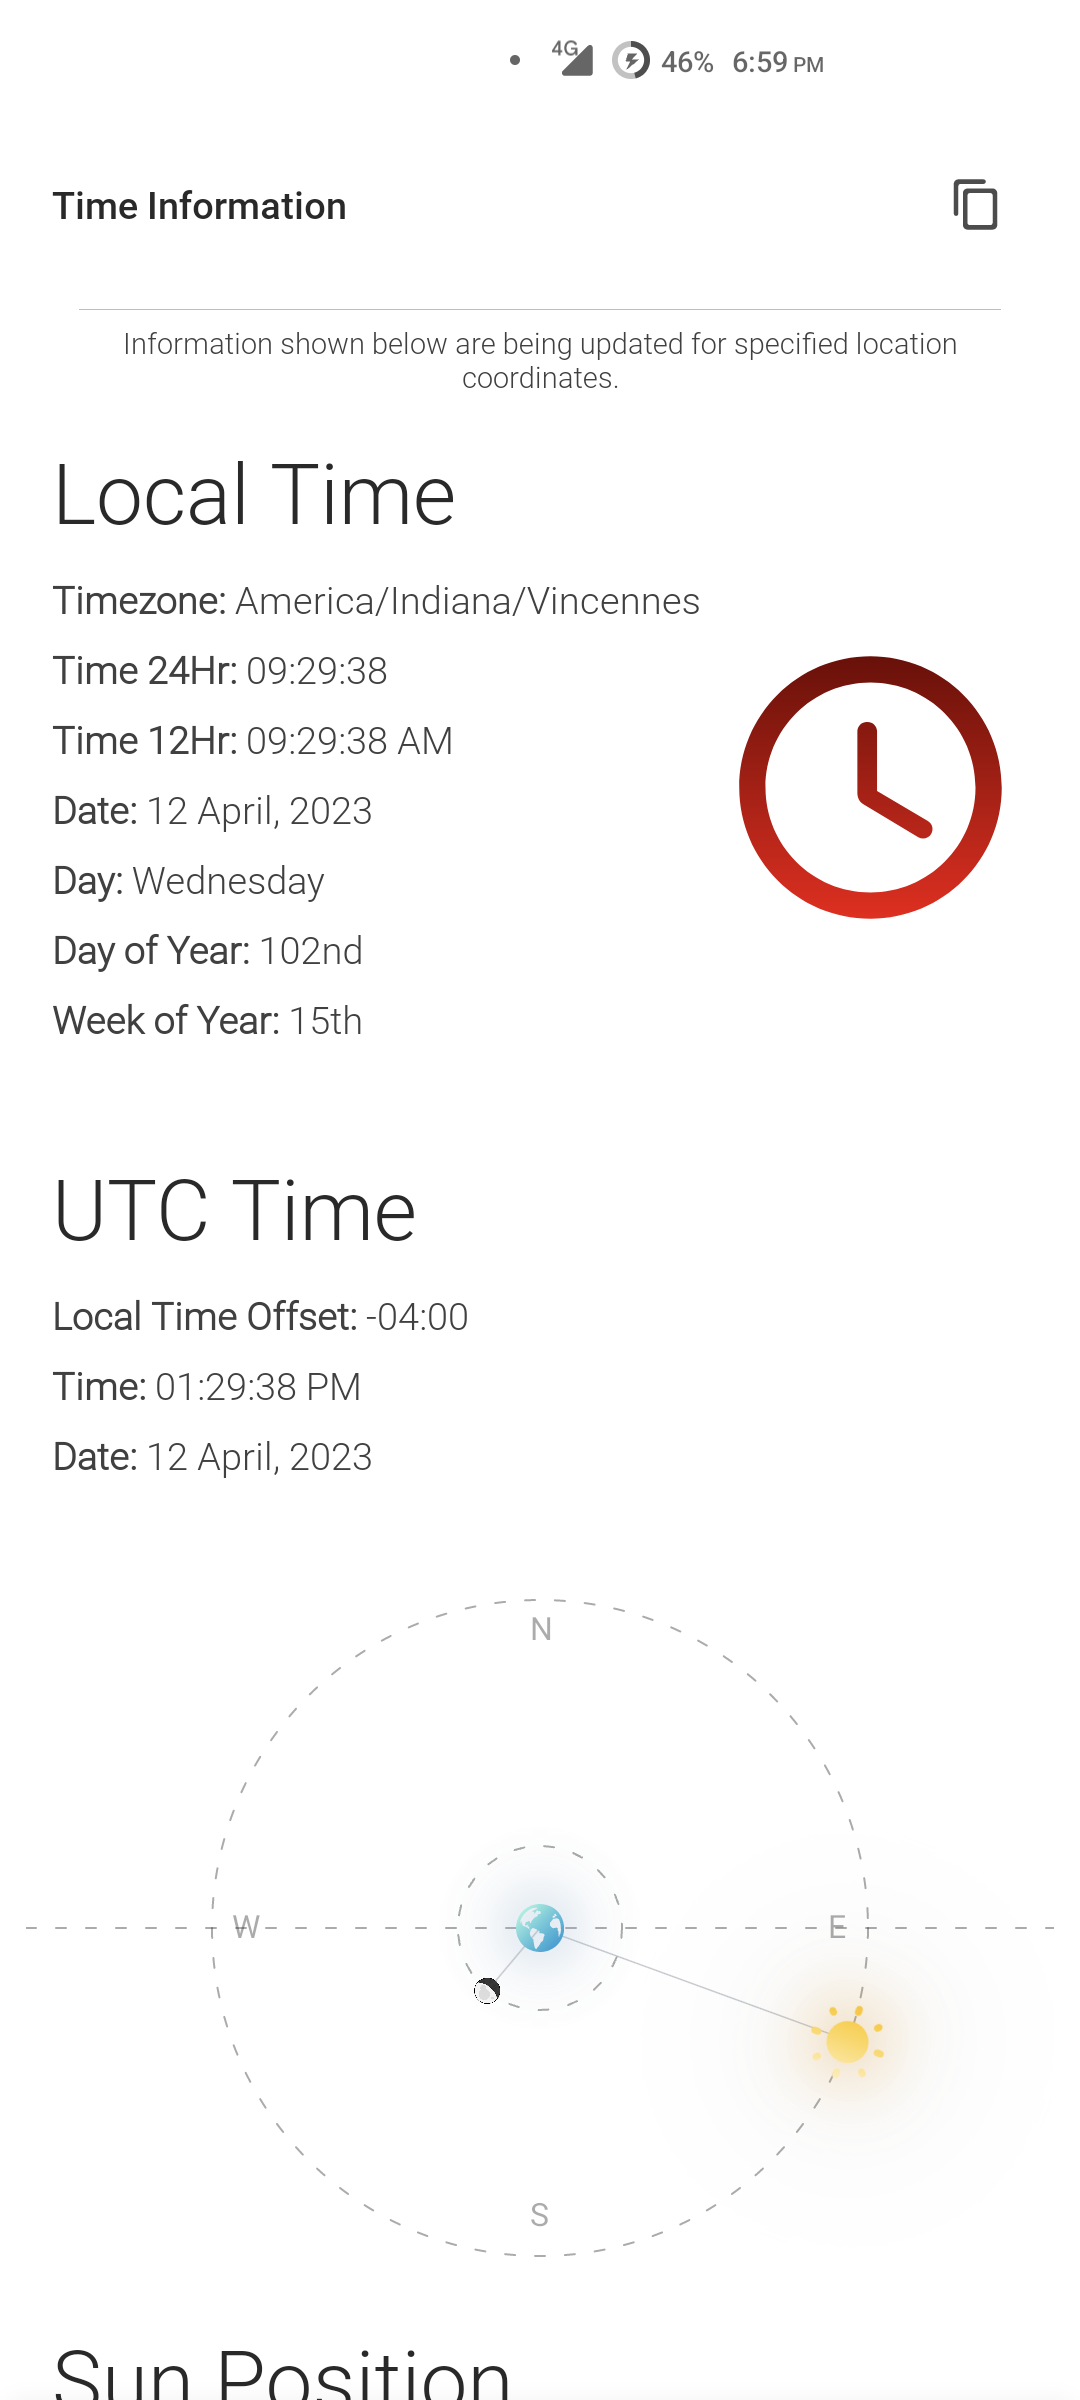 4G 46% 6:59 PM
Time Information
Information shown below are being updated for specified location
coordinates.
Local Time
Timezone: America/Indiana/Vincennes
Time 24Hr: 09:29:38
Time 12Hr: 09:29:38 AM
Date: 12 April, 2023
Day: Wednesday
Day of Year: 102nd
Week of Year: 15th
UTC Time
Local Time Offset: -04:00
Time: 01:29:38 PM
Date: 12 April, 2023
N
W E
S
Sun Position